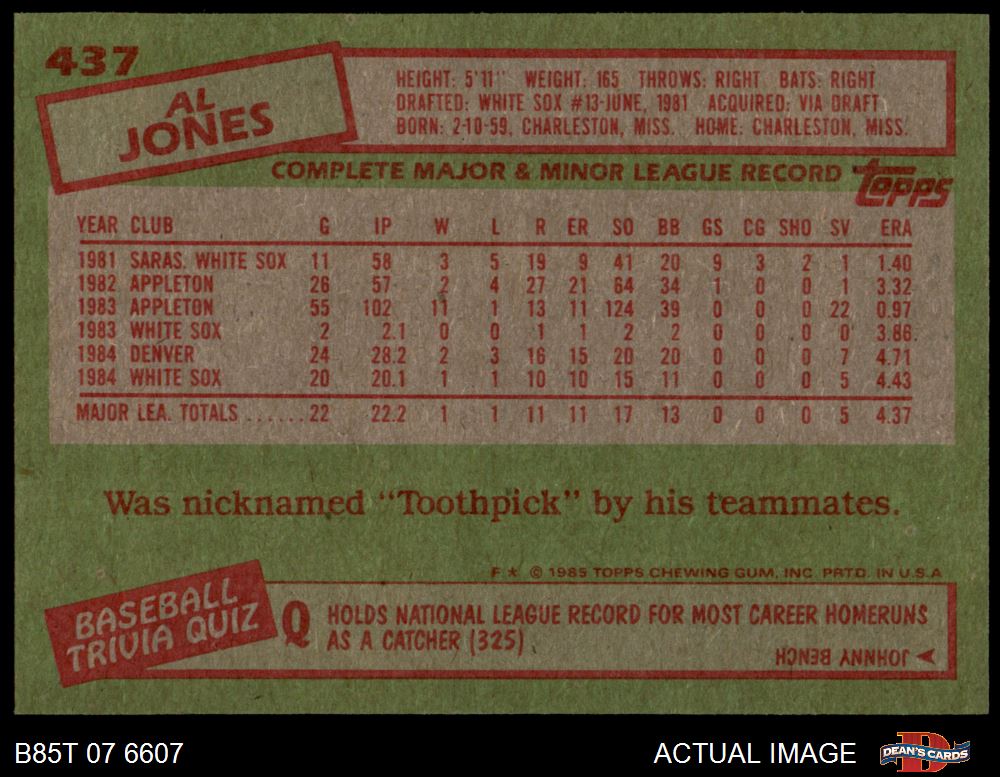 437
AL
JONES
HEIGHT: 5'11" WEIGHT: 165 THROWS: RIGHT BATS: RIGHT
DRAFTED: WHITE SOX #13-JUNE, 1981 ACQUIRED: VIA DRAFT
BORN: 2-10-59, CHARLESTON, MISS. HOME: CHARLESTON, MISS.
COMPLETE MAJOR & MINOR LEAGUE RECORD topps
YEAR CLUB G IP W L R ER SO BB GS CG SHO SV ERA
1981 SARAS. WHITE SOX 11 58 3 5 19 9 41 20 9 3 2 1 1.40
1982 APPLETON 26 57 2 4 27 21 64 34 1 0 0 1 3.32
1983 APPLETON 55 102 11 1 13 11 124 39 0 0 0 22 0.97
1983 WHITE SOX 2 2.1 0 0 1 1 2 2 0 0 0 0 3.86
1984 DENVER 24 28.2 2 3 16 15 20 20 0 0 0 7 4.71
1984 WHITE SOX 20 20.1 1 1 10 10 15 11 0 0 0 5 4.43
MAJOR LEA. TOTALS ...... 22 22.2 1 1 11 11 17 13 0 0 0 5 4.37
Was nicknamed "Toothpick" by his teammates.
F★ © 1985 TOPPS CHEWING GUM, INC. PRTD. IN U.S.A
BASEBALL
TRIVIA QUIZ
Q HOLDS NATIONAL LEAGUE RECORD FOR MOST CAREER HOMERUNS
AS A CATCHER (325)
JOHNNY BENCH
B85T 07 6607
ACTUAL IMAGE
D
DEAN'S CARDS